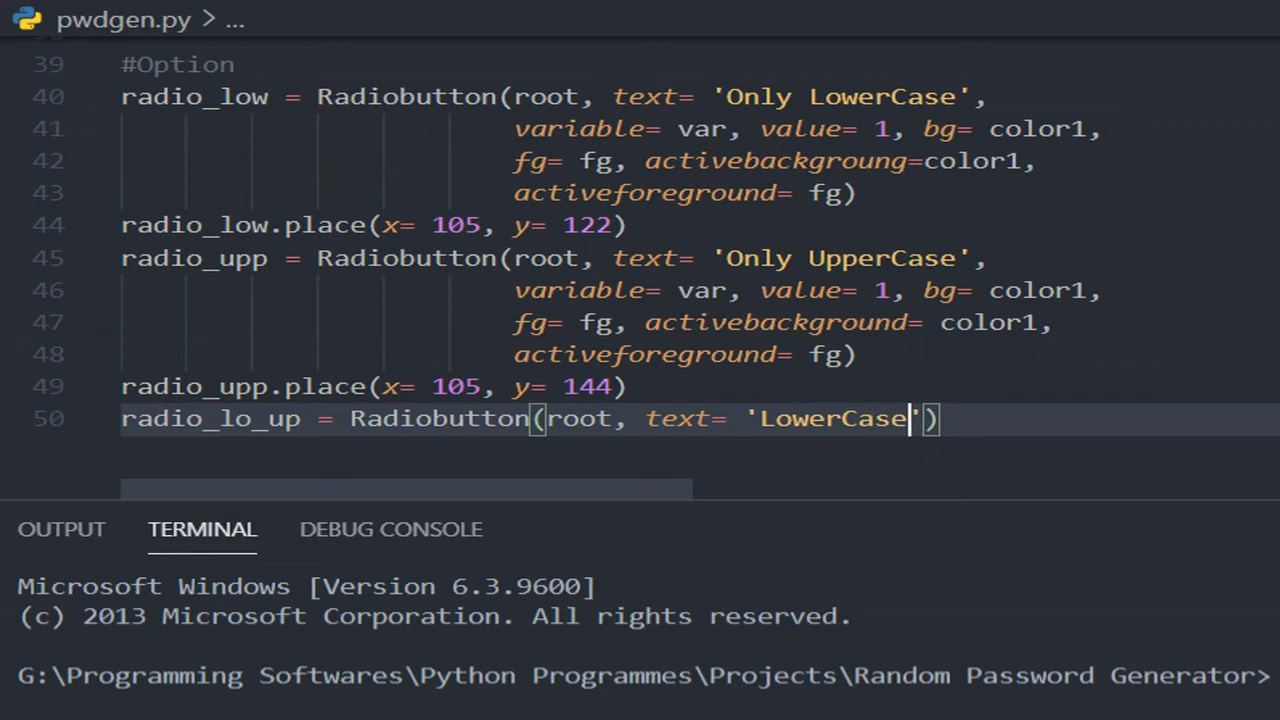 pwdgen.py > ...
39 #Option
40 radio_low = Radiobutton(root, text= 'Only LowerCase',
41 variable= var, value= 1, bg= color1,
42 fg= fg, activebackgroung=color1,
43 activeforeground= fg)
44 radio_low.place(x= 105, y= 122)
45 radio_upp = Radiobutton(root, text= 'Only UpperCase',
46 variable= var, value= 1, bg= color1,
47 fg= fg, activebackground= color1,
48 activeforeground= fg)
49 radio_upp.place(x= 105, y= 144)
50 radio_lo_up = Radiobutton(root, text= 'LowerCase')
OUTPUT TERMINAL DEBUG CONSOLE
Microsoft Windows [Version 6.3.9600]
(c) 2013 Microsoft Corporation. All rights reserved.
G:\Programming Softwares\Python Programmes\Projects\Random Password Generator>